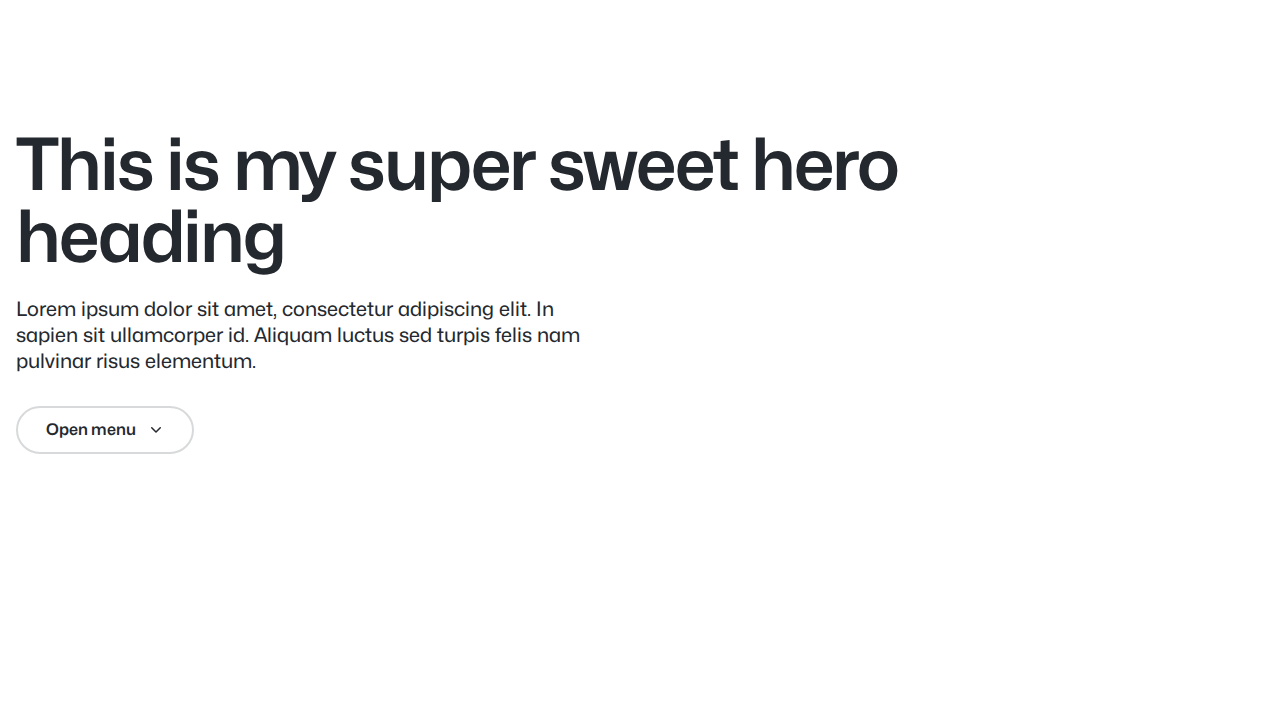 This is my super sweet hero
heading
Lorem ipsum dolor sit amet, consectetur adipiscing elit. In
sapien sit ullamcorper id. Aliquam luctus sed turpis felis nam
pulvinar risus elementum.
Open menu